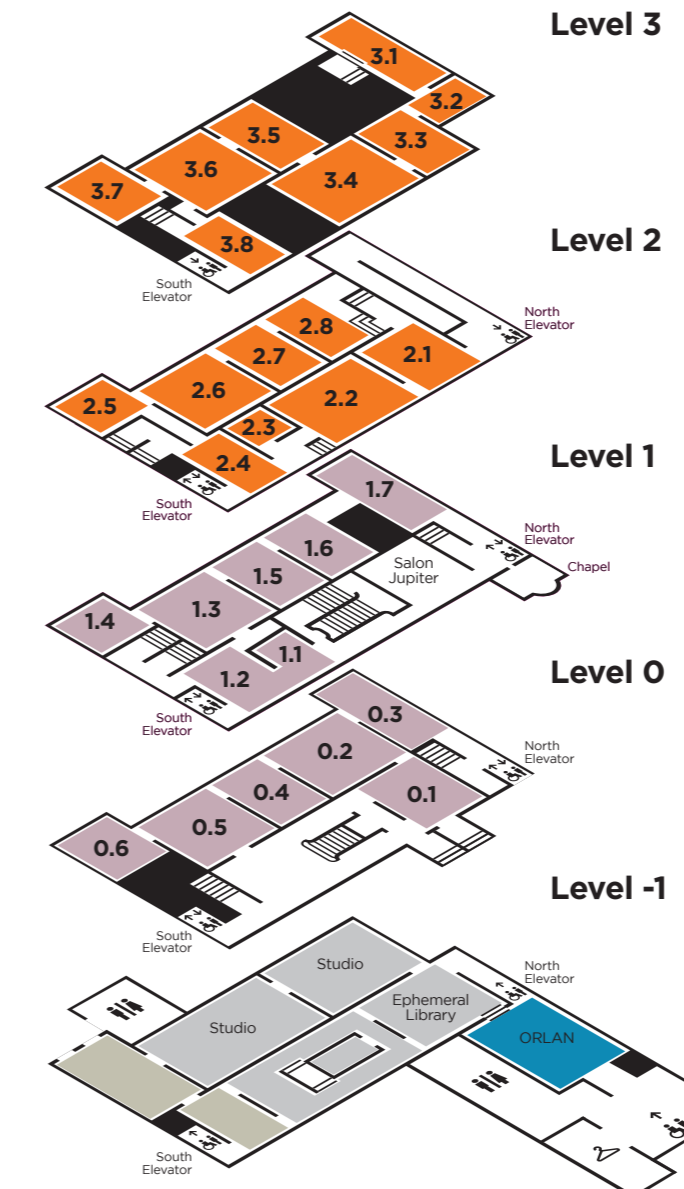 Level 3
3.1
3.2
3.3
3.5
3.4
3.6
3.7
3.8
South
Elevator
Level 2
North
Elevator
2.8
2.1
2.7
2.6
2.2
2.5
2.3
2.4
South
Elevator
Level 1
1.7
North
Elevator
1.6
Salon
Jupiter
Chapel
1.5
1.3
1.4
1.1
1.2
South
Elevator
Level 0
0.3
0.2
North
Elevator
0.4
0.1
0.5
0.6
South
Elevator
Level -1
Studio
North
Elevator
Ephemeral
Library
Studio
ORLAN
South
Elevator